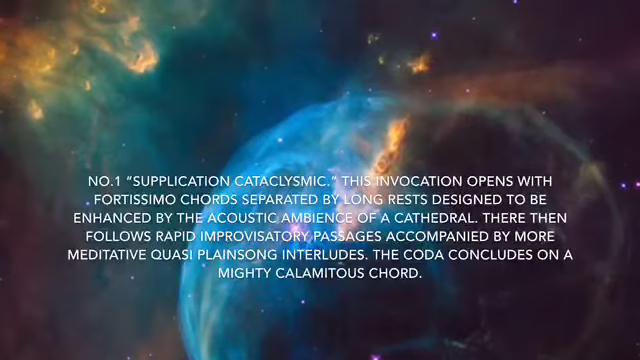 NO.1 “SUPPLICATION CATACLYSMIC.” THIS INVOCATION OPENS WITH
FORTISSIMO CHORDS SEPARATED BY LONG RESTS DESIGNED TO BE
ENHANCED BY THE ACOUSTIC AMBIENCE OF A CATHEDRAL. THERE THEN
FOLLOWS RAPID IMPROVISATORY PASSAGES ACCOMPANIED BY MORE
MEDITATIVE QUASI PLAINSONG INTERLUDES. THE CODA CONCLUDES ON A
MIGHTY CALAMITOUS CHORD.